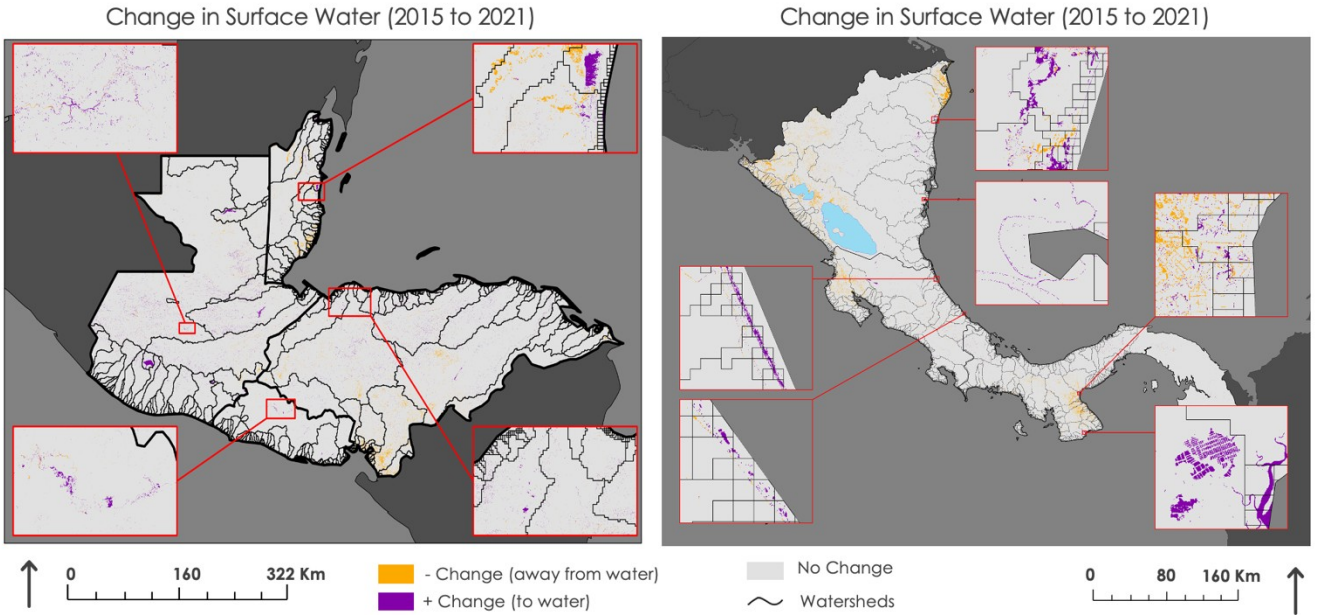 Change in Surface Water (2015 to 2021)
Change in Surface Water (2015 to 2021)
0 160 322 Km
- Change (away from water)
+ Change (to water)
No Change
Watersheds
0 80 160 Km